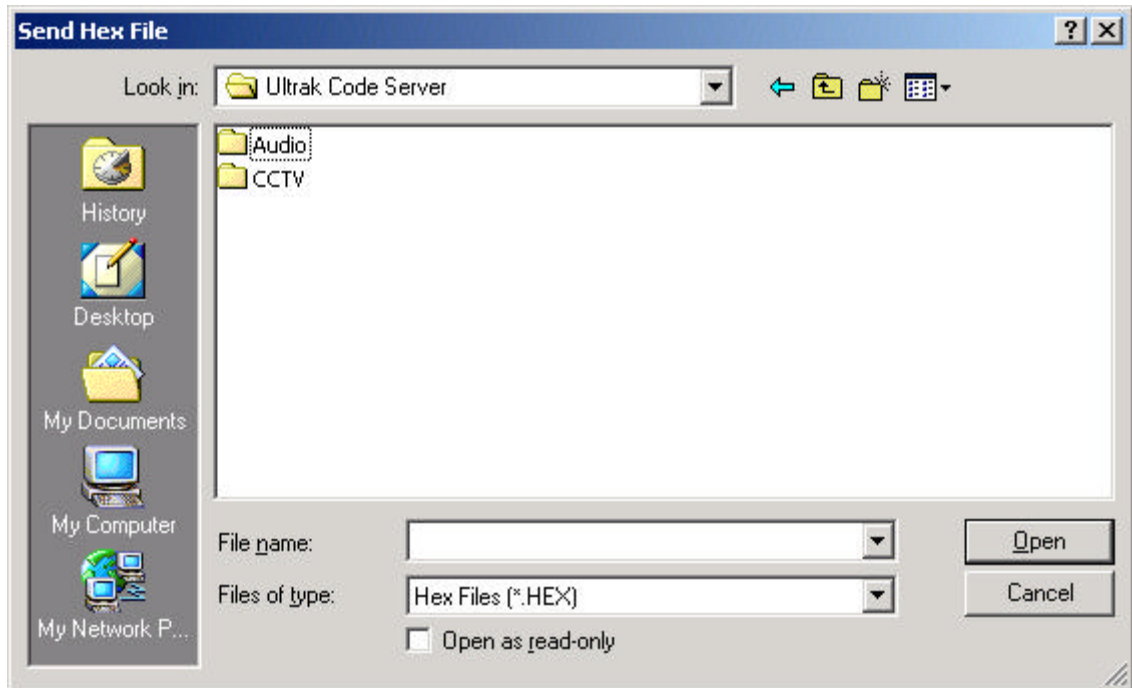 Send Hex File
Look in: Ultrak Code Server
Audio
CCTV
History
Desktop
My Documents
My Computer
My Network P...
File name:
Open
Files of type: Hex Files (*.HEX)
Cancel
Open as read-only